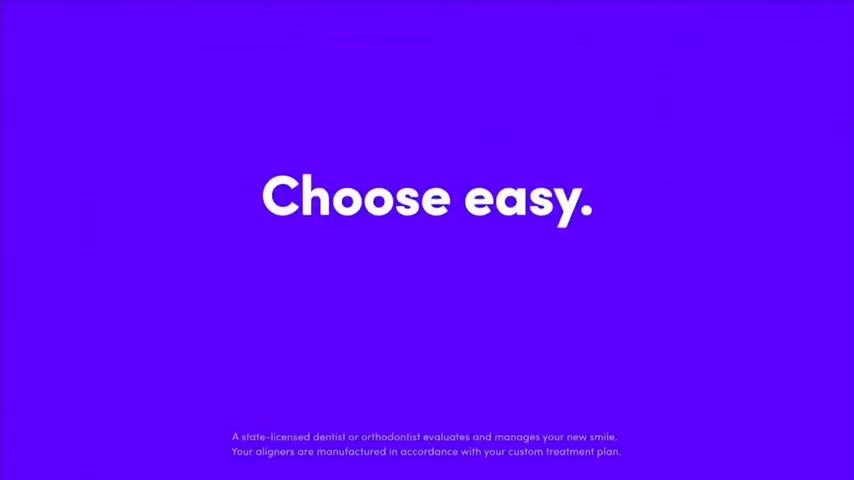 Choose easy.
A state-licensed dentist or orthodontist evaluates and manages your new smile.
Your aligners are manufactured in accordance with your custom treatment plan.